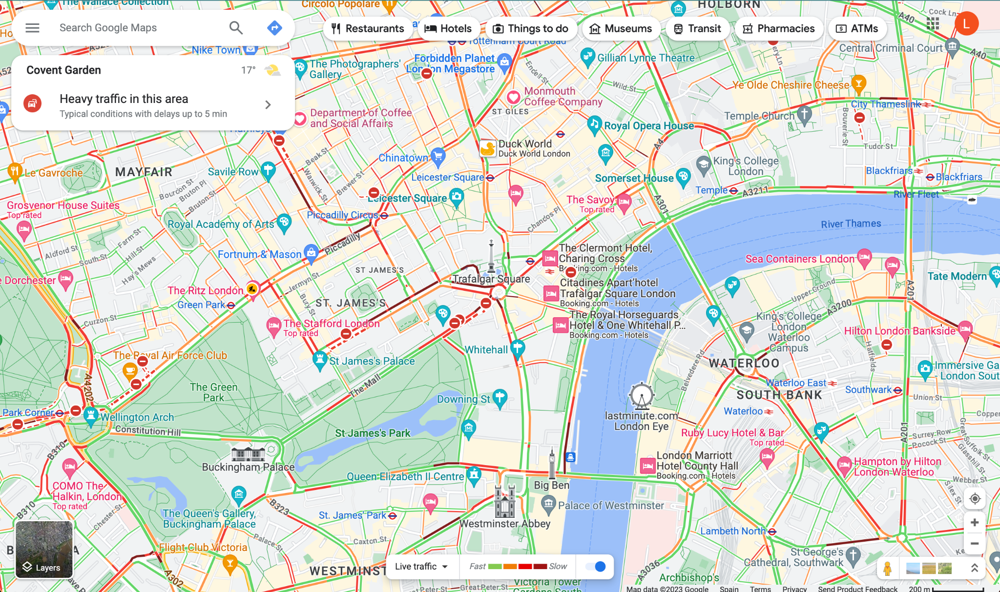 The Wallace Collection
Circolo Popolare
HOLBORN
Cock Ln
A40
Search Google Maps
Restaurants
Hotels
Things to do
Museums
Transit
Pharmacies
ATMs
L
Nike Town
Tottenham Court Road
Central Criminal Court
A40
Covent Garden
17°
Heavy traffic in this area
Typical conditions with delays up to 5 min
The Photographers'
Gallery
Forbidden Planet
London Megastore
Endell St
Gillian Lynne Theatre
Wild St
Ye Olde Cheshire Cheese
Monmouth
Coffee Company
ST GILES
City Thameslink
Department of Coffee
and Social Affairs
Temple Church
Bouverie St
Hamleys
Royal Opera House
A4
Duck World
Duck World London
Tudor St
Beak St
Chinatown
King's College
London
Le Gavroche
MAYFAIR
Savile Row
Warwick St
Brewer St
Leicester Square
Somerset House
Blackfriars
Blackfriars
Bourdon St
Bruton Pl
Bruton St
Temple
A3211
River Fleet
Leicester Square
The Savoy
Top rated
A301
Grosvenor House Suites
Top rated
Piccadilly Circus
Chandos Pl
Royal Academy of Arts
River Thames
Farm St
Aldford St
South St
Hill St
Hay's Mews
Piccadilly
Fortnum & Mason
The Clermont Hotel,
Charing Cross
Booking.com - Hotels
Sea Containers London
ST JAMES'S
Tate Modern
Trafalgar Square
Jermyn St
Citadines Apart'hotel
Trafalgar Square London
Booking.com - Hotels
e Dorchester
The Ritz London
Green Park
Bury St
ST. JAMES'S
Upper Ground
A3200
A201
Curzon St
The Stafford London
Top rated
The Royal Horseguards
Hotel & One Whitehall P...
Booking.com - Hotels
King's College
London
Waterloo
Campus
Hilton London Bankside
Hatfields
Whitehall
The Royal Air Force Club
St James's Palace
Belvedere Rd
WATERLOO
Immersive Ga
London Sout
A4202
The Green
Park
The Mall
Waterloo East
Southwark
SOUTH BANK
Union St
Downing St
Park Corner
Wellington Arch
Waterloo
lastminute.com
London Eye
Copper
Constitution Hill
St James's Park
Ruby Lucy Hotel & Bar
Top rated
A201
Surrey Row
Pocock St
Great Suffolk St
Glasshill St
B310
Buckingham Palace
London Marriott
Hotel County Hall
Booking.com - Hotels
Hampton by Hilton
London Waterloo
Queen Elizabeth II Centre
Big Ben
Webber St
Silex St
COMO The
Halkin, London
Top rated
B310
Chester St
B323
Palace of Westminster
The Queen's Gallery,
Buckingham Palace
St. James' Park
Westminster Abbey
Lambeth North
Palace St
Caxton St
Flight Club Victoria
St George's
Cathedral, Southwark
B
A
Layers
A302
WESTMINST
Live traffic
Fast
Slow
A3036
Archbishop's
Great Peter St
Victoria Tower
Gardens South
Map data ©2023 Google
Spain
Terms
Privacy
Send Product Feedback
200 m